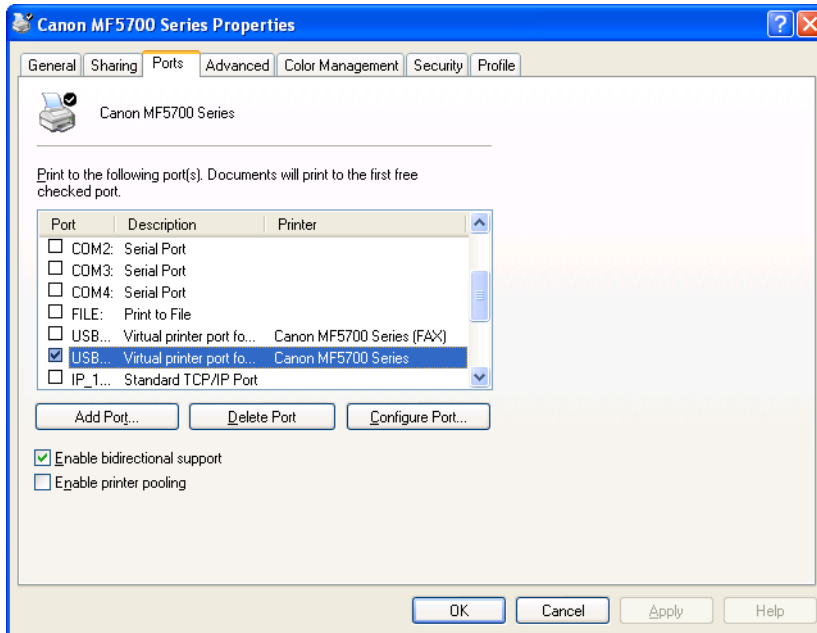 Canon MF5700 Series Properties
General Sharing Ports Advanced Color Management Security Profile
Canon MF5700 Series
Print to the following port(s). Documents will print to the first free
checked port.
Port Description Printer
COM2: Serial Port
COM3: Serial Port
COM4: Serial Port
FILE: Print to File
USB... Virtual printer port fo... Canon MF5700 Series (FAX)
USB... Virtual printer port fo... Canon MF5700 Series
IP_1... Standard TCP/IP Port
Add Port... Delete Port Configure Port...
Enable bidirectional support
Enable printer pooling
OK Cancel Apply Help